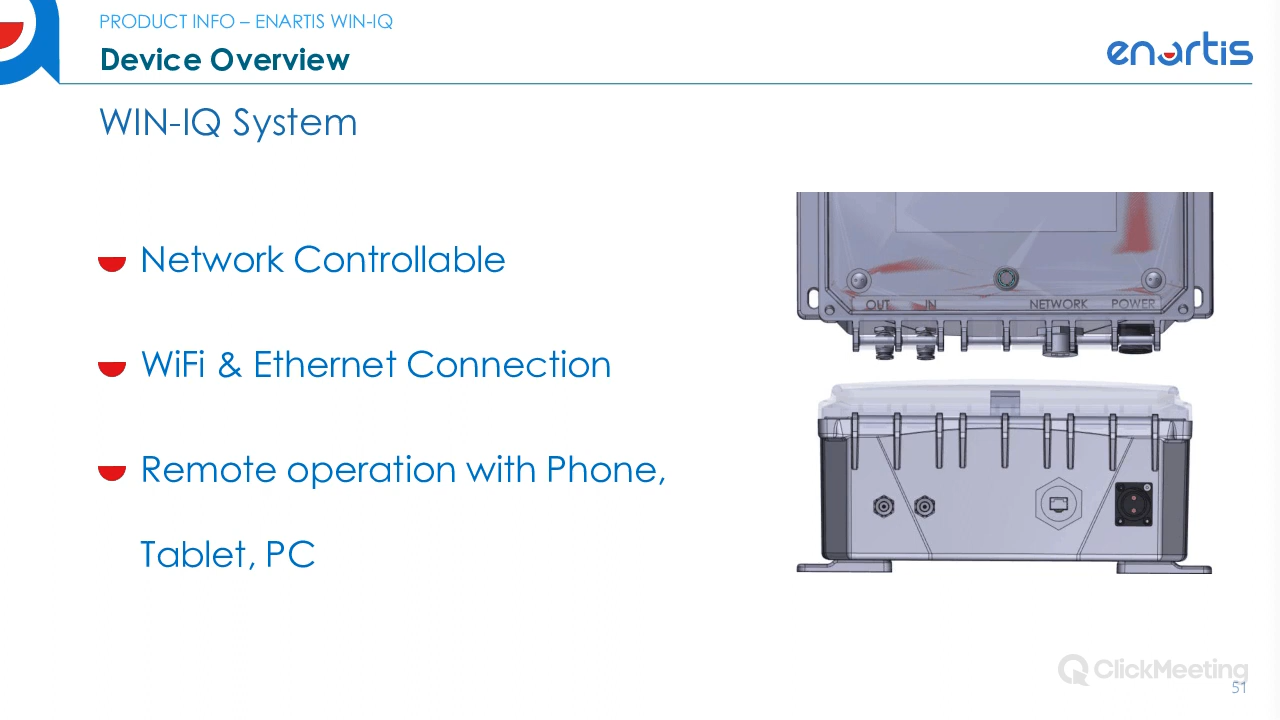 PRODUCT INFO – ENARTIS WIN-IQ
Device Overview
enartis
WIN-IQ System
Network Controllable
WiFi & Ethernet Connection
Remote operation with Phone,
Tablet, PC
OUT IN NETWORK POWER
ClickMeeting
51